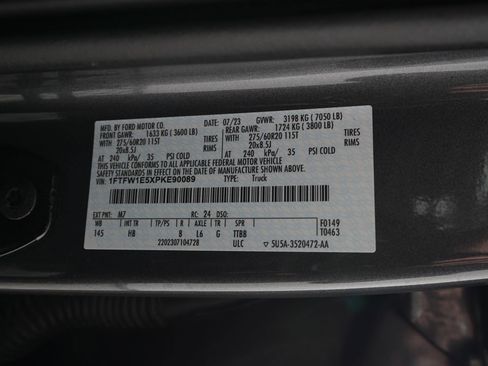 MFD. BY FORD MOTOR CO. 07/23 GVWR: 3198 KG ( 7050 LB)
FRONT GAWR: 1633 KG ( 3600 LB) REAR GAWR: 1724 KG ( 3800 LB)
WITH 275/60R20 115T TIRES WITH 275/60R20 115T TIRES
20x8.5J RIMS 20x8.5J RIMS
AT 240 kPa/ 35 PSI COLD AT 240 kPa/ 35 PSI COLD
THIS VEHICLE CONFORMS TO ALL APPLICABLE FEDERAL MOTOR VEHICLE
SAFETY STANDARDS IN EFFECT ON THE DATE OF MANUFACTURE SHOWN ABOVE.
VIN: 1FTFW1E5XPKE90089 TYPE: Truck
EXT PNT: M7 RC: 24 DSO: F0149
WB INT TR TP/PS R AXLE TR SPR T0463
145 HB B L6 G TTBB
2202307104728 ULC 5U5A-3520472-AA